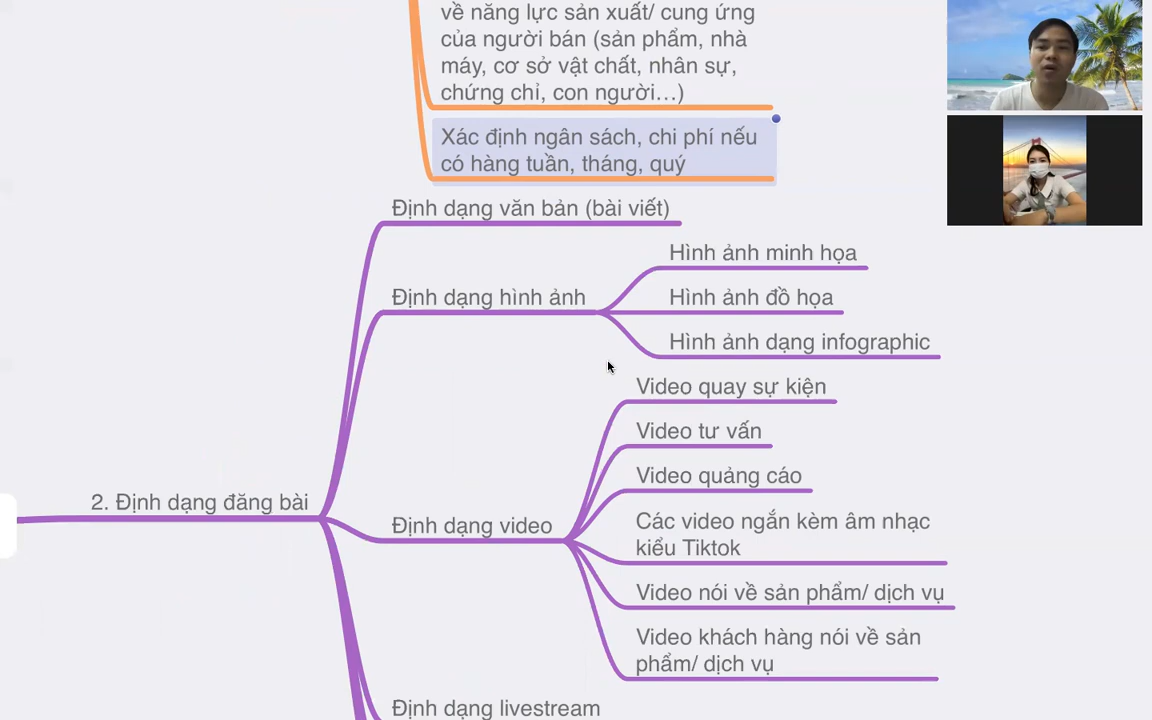 về năng lực sản xuất/ cung ứng
của người bán (sản phẩm, nhà
máy, cơ sở vật chất, nhân sự,
chứng chỉ, con người...)
Xác định ngân sách, chi phí nếu
có hàng tuần, tháng, quý
Định dạng văn bản (bài viết)
Hình ảnh minh họa
Định dạng hình ảnh
Hình ảnh đồ họa
Hình ảnh dạng infographic
Video quay sự kiện
Video tư vấn
Video quảng cáo
2. Định dạng đăng bài
Định dạng video
Các video ngắn kèm âm nhạc
kiểu Tiktok
Video nói về sản phẩm/ dịch vụ
Video khách hàng nói về sản
phẩm/ dịch vụ
Định dạng livestream